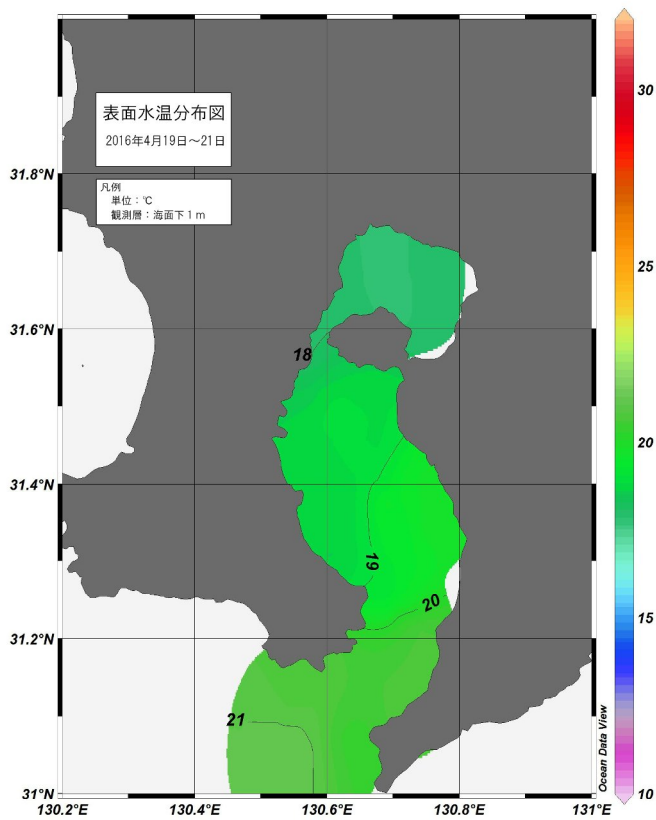 表面水温分布図
2016年4月19日～21日
凡例
単位：℃
観測層：海面下1m
31.8°N
31.6°N
31.4°N
31.2°N
31°N
130.2°E
130.4°E
130.6°E
130.8°E
131°E
18
19
20
21
30
25
20
15
10
Ocean Data View